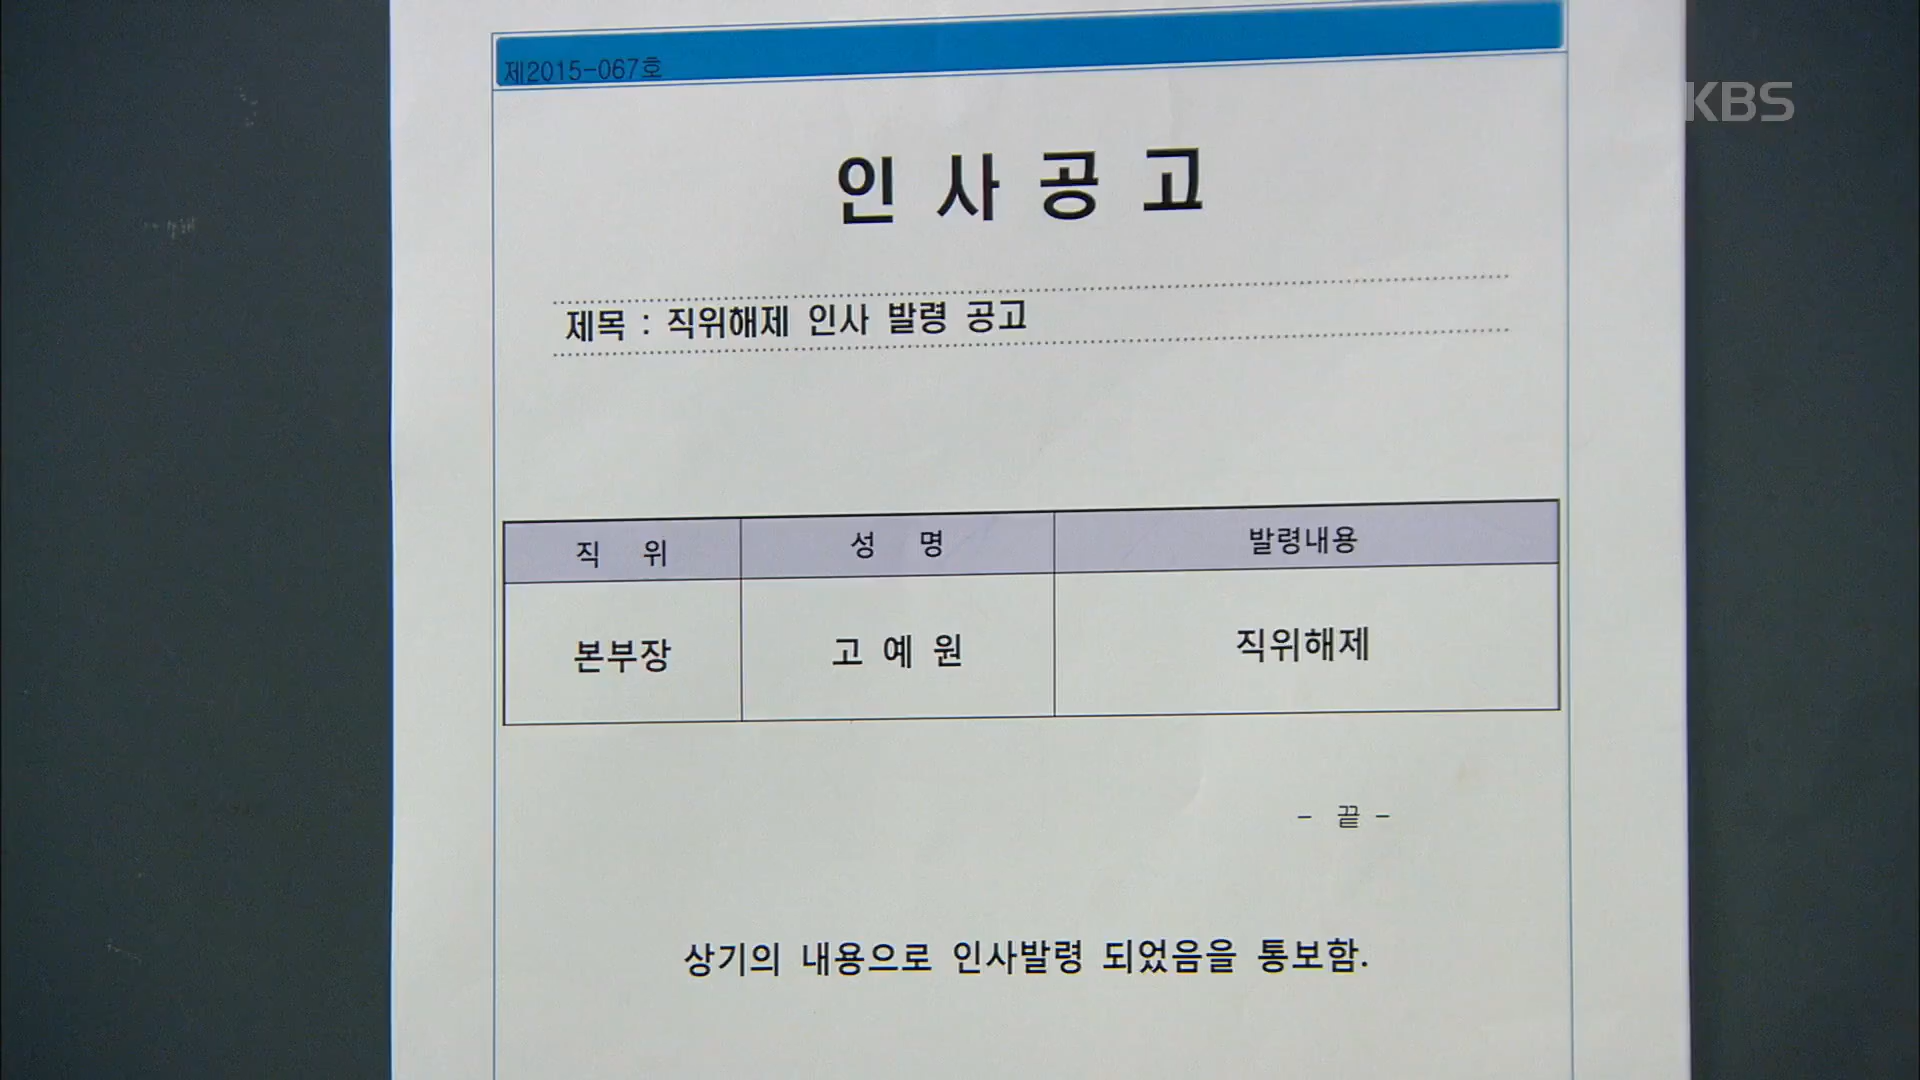 제2015-067호
KBS
인 사 공 고
제목 : 직위해제 인사 발령 공고
직 위 성 명 발령내용
본부장 고 예 원 직위해제
- 끝 -
상기의 내용으로 인사발령 되었음을 통보함.